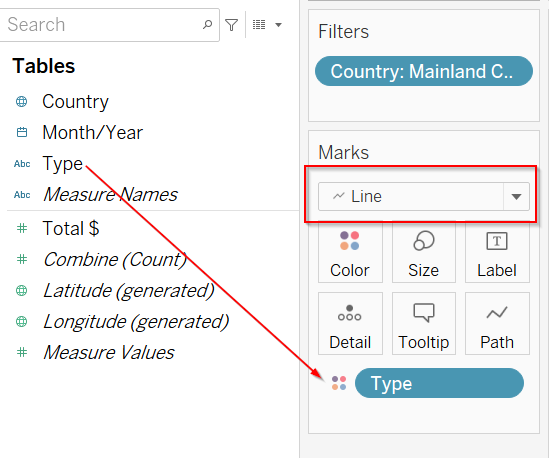 Search
Tables
Country
Month/Year
Abc Type
Abc Measure Names
Total $
Combine (Count)
Latitude (generated)
Longitude (generated)
Measure Values
Filters
Country: Mainland C..
Marks
Line
Color Size Label
Detail Tooltip Path
Type